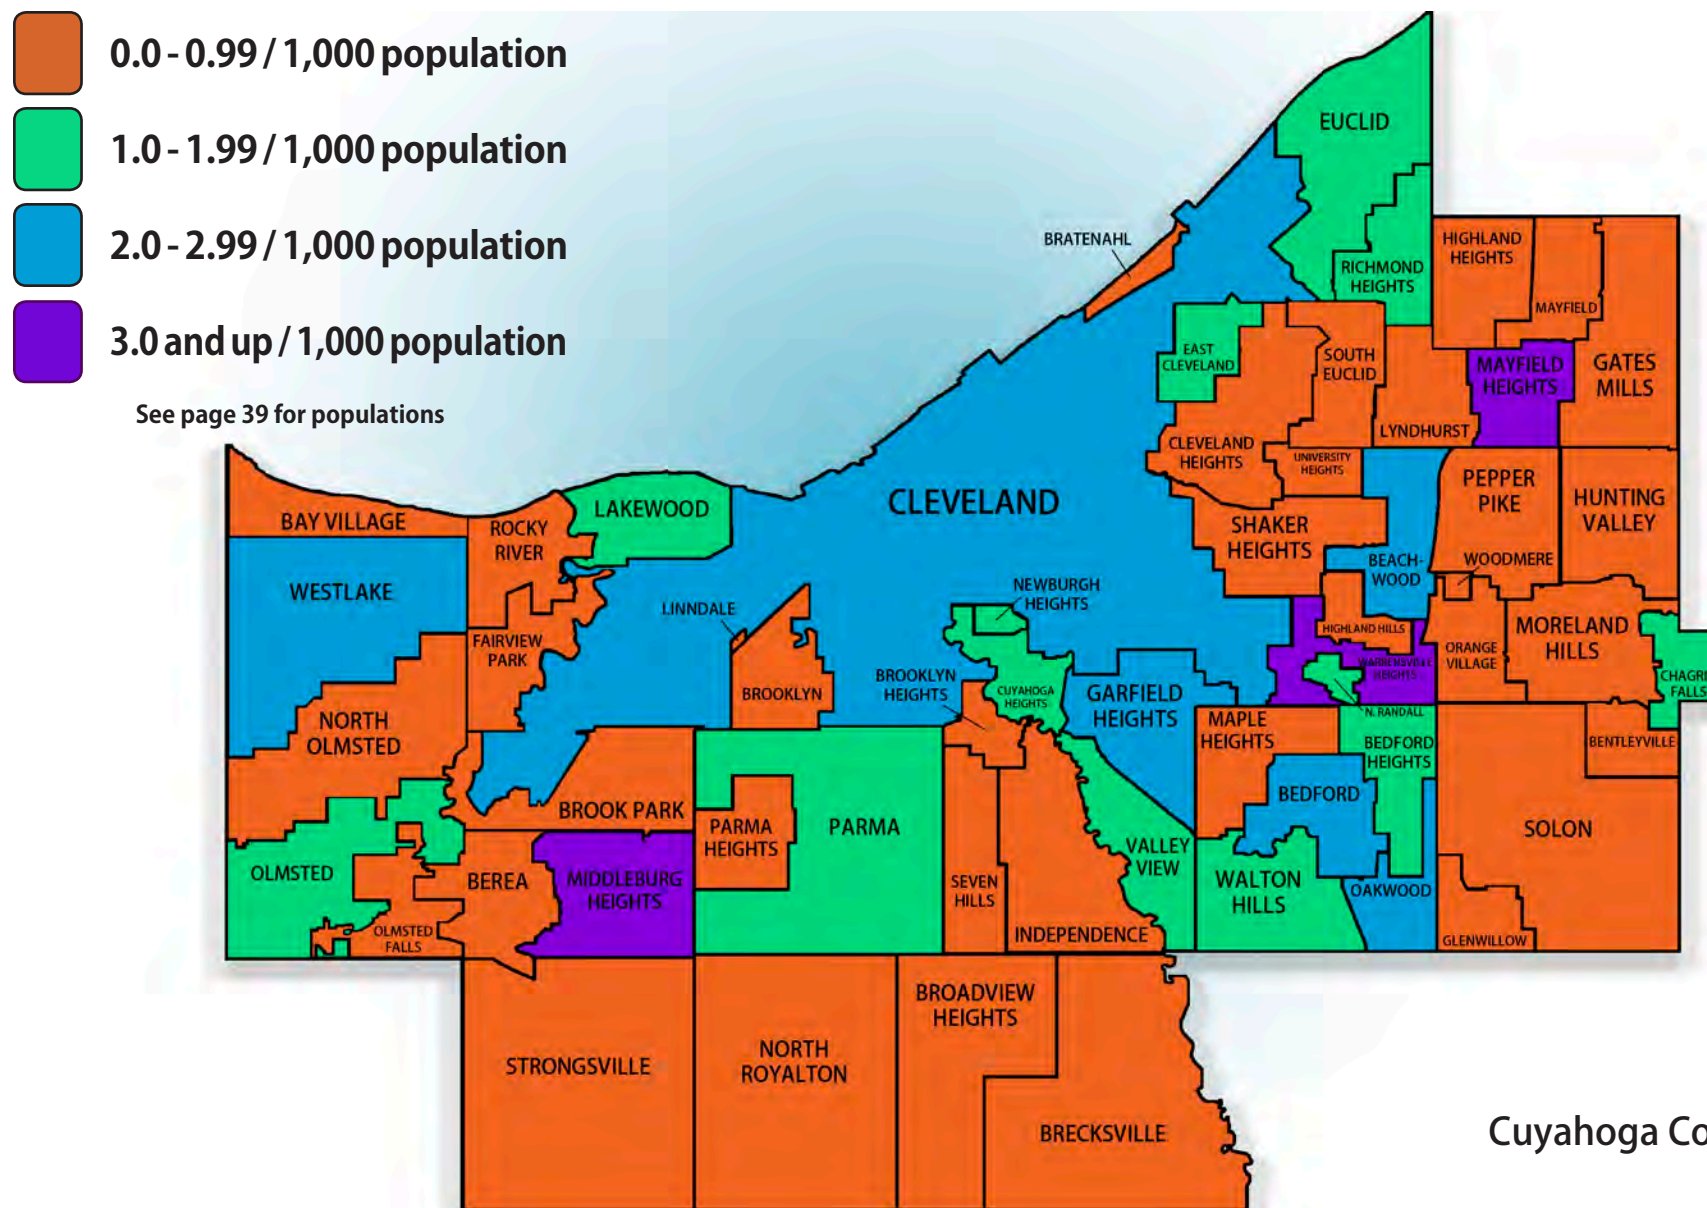 0.0 - 0.99 / 1,000 population
1.0 - 1.99 / 1,000 population
2.0 - 2.99 / 1,000 population
3.0 and up / 1,000 population
See page 39 for populations
EUCLID
BRATENAHL
HIGHLAND
HEIGHTS
RICHMOND
HEIGHTS
MAYFIELD
EAST
CLEVELAND
SOUTH
EUCLID
MAYFIELD
HEIGHTS
GATES
MILLS
LYNDHURST
CLEVELAND
HEIGHTS
UNIVERSITY
HEIGHTS
PEPPER
PIKE
HUNTING
VALLEY
CLEVELAND
LAKEWOOD
BAY VILLAGE
ROCKY
RIVER
SHAKER
HEIGHTS
BEACH-
WOOD
WOODMERE
WESTLAKE
NEWBURGH
HEIGHTS
LINNDALE
FAIRVIEW
PARK
HIGHLAND HILLS
ORANGE
VILLAGE
MORELAND
HILLS
WARRENSVILLE
HEIGHTS
BROOKLYN
BROOKLYN
HEIGHTS
CUYAHOGA
HEIGHTS
GARFIELD
HEIGHTS
CHAGRI
FALLS
N. RANDALL
NORTH
OLMSTED
MAPLE
HEIGHTS
BEDFORD
HEIGHTS
BENTLEYVILLE
BROOK PARK
BEDFORD
PARMA
HEIGHTS
PARMA
SOLON
VALLEY
VIEW
OLMSTED
BEREA
MIDDLEBURG
HEIGHTS
SEVEN
HILLS
WALTON
HILLS
OAKWOOD
OLMSTED
FALLS
INDEPENDENCE
GLENWILLOW
BROADVIEW
HEIGHTS
STRONGSVILLE
NORTH
ROYALTON
BRECKSVILLE
Cuyahoga Co